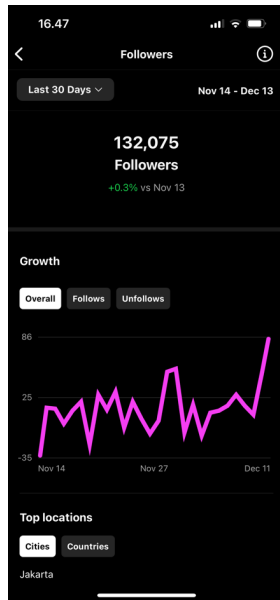 16.47
Followers
Last 30 Days
Nov 14 - Dec 13
132,075
Followers
+0.3% vs Nov 13
Growth
Overall Follows Unfollows
86
25
-35
Nov 14 Nov 27 Dec 11
Top locations
Cities Countries
Jakarta